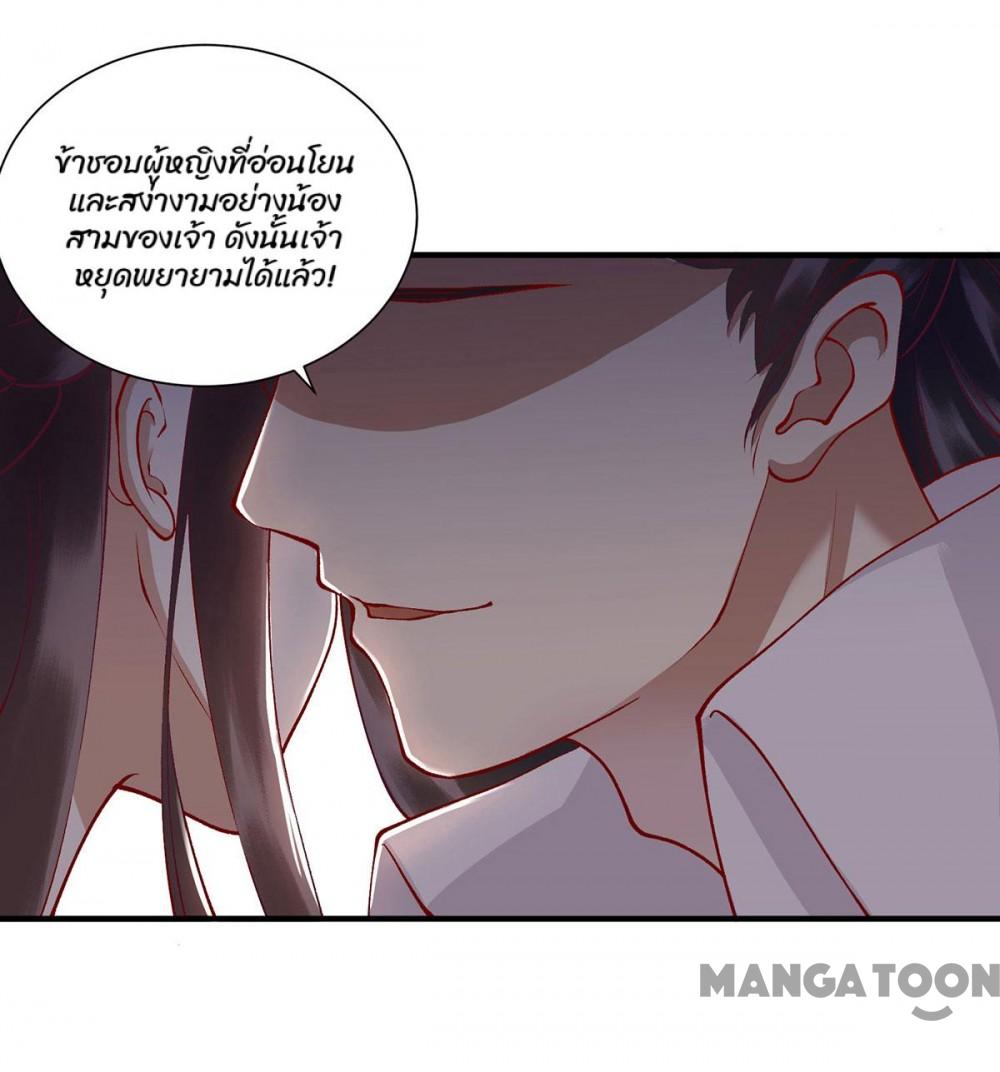 ข้าชอบผู้หญิงที่อ่อนโยน
และสง่างามอย่างน้อง
สามของเจ้า ดังนั้นเจ้า
หยุดพยายามได้แล้ว!
MANGATOON